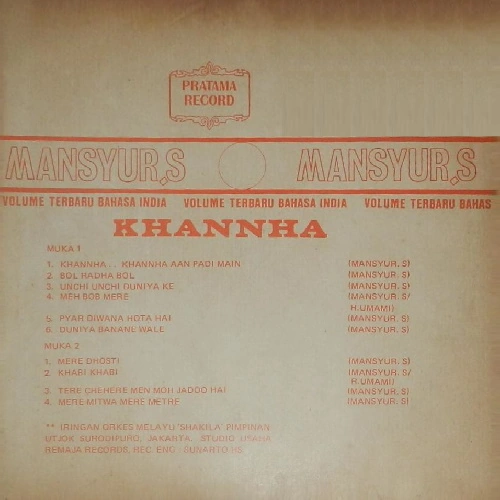 PRATAMA
RECORD
MANSYUR.S MANSYUR.S
VOLUME TERBARU BAHASA INDIA VOLUME TERBARU BAHASA INDIA VOLUME TERBARU BAHAS
KHANNHA
MUKA 1
1. KHANNHA... KHANNHA AAN PADI MAIN (MANSYUR. S)
2. BOL RADHA BOL (MANSYUR. S)
3. UNCHI UNCHI DUNIYA KE (MANSYUR. S)
4. MEH BOB MERE (MANSYUR. S/
H.UMAMI)
5. PYAR DIWANA HOTA HAI (MANSYUR. S)
6. DUNIYA BANANE WALE (MANSYUR. S)
MUKA 2
1. MERE DHOSTI (MANSYUR. S)
2. KHABI KHABI (MANSYUR. S/
R.UMAMI)
3. TERE CHEHERE MEN MOH JADOO HAI (MANSYUR. S)
4. MERE MITWA MERE METRE (MANSYUR. S)
** IRINGAN ORKES MELAYU "SHAKILA" PIMPINAN
UTJOK SURODIPURO, JAKARTA. STUDIO
REMAJA RECORDS, REC. ENG. SUNARTO HS